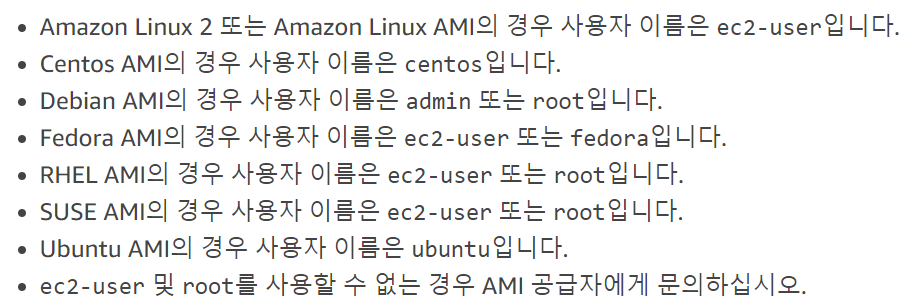 • Amazon Linux 2 또는 Amazon Linux AMI의 경우 사용자 이름은 ec2-user입니다.
• Centos AMI의 경우 사용자 이름은 centos입니다.
• Debian AMI의 경우 사용자 이름은 admin 또는 root입니다.
• Fedora AMI의 경우 사용자 이름은 ec2-user 또는 fedora입니다.
• RHEL AMI의 경우 사용자 이름은 ec2-user 또는 root입니다.
• SUSE AMI의 경우 사용자 이름은 ec2-user 또는 root입니다.
• Ubuntu AMI의 경우 사용자 이름은 ubuntu입니다.
• ec2-user 및 root를 사용할 수 없는 경우 AMI 공급자에게 문의하십시오.